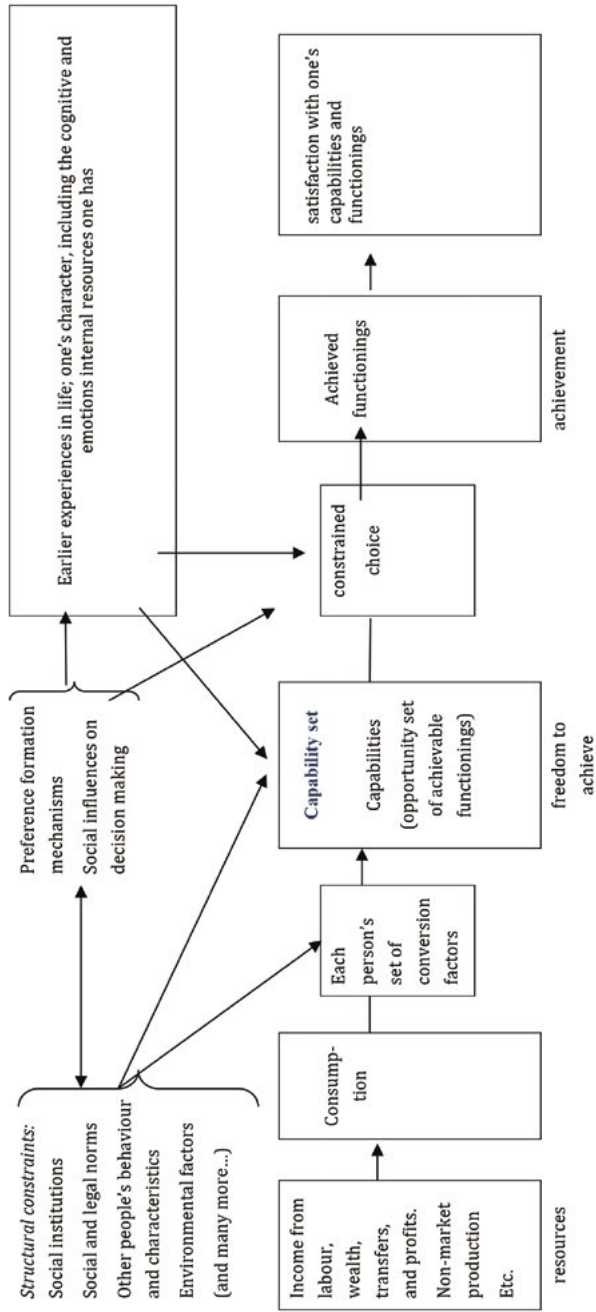 Structural constraints:
Social institutions
Social and legal norms
Other people's behaviour
and characteristics
Environmental factors
(and many more...)
Preference formation
mechanisms
Social influences on
decision making
Earlier experiences in life; one's character, including the cognitive and
emotions internal resources one has
Income from
labour,
wealth,
transfers,
and profits.
Non-market
production
Etc.
resources
Consump-
tion
Each
person's
set of
conversion
factors
Capability set
Capabilities
(opportunity set
of achievable
functionings)
freedom to
achieve
constrained
choice
Achieved
functionings
achievement
satisfaction with one's
capabilities and
functionings